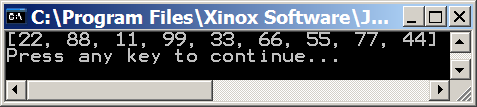 C:\Program Files\Xinox Software\J...
[22, 88, 11, 99, 33, 66, 55, 77, 44]
Press any key to continue...